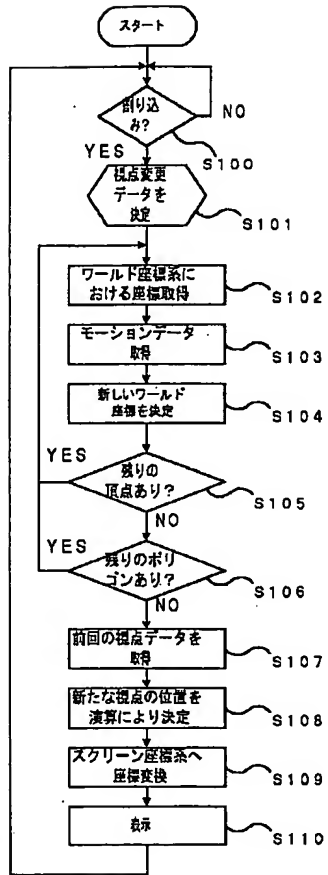 スタート
割り込
み?
NO
YES
S100
視点変更
データを
決定
S101
ワールド座標系に
おける座標取得
S102
モーションデータ
取得
S103
新しいワールド
座標を決定
S104
YES
残りの
頂点あり?
S105
NO
YES
残りのポリ
ゴンあり?
S106
NO
前回の視点データを
取得
S107
新たな視点の位置を
演算により決定
S108
スクリーン座標系へ
座標変換
S109
表示
S110